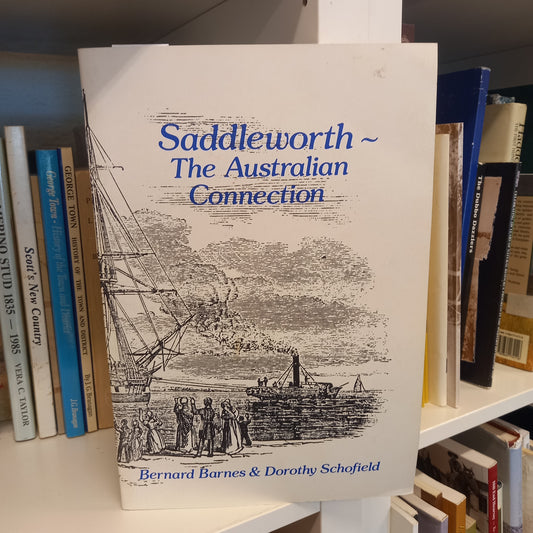 Saddleworth ~
The Australian
Connection
Bernard Barnes & Dorothy Schofield
MERINO STUD 1835 — 1985
VERA C. TAYLOR
Scott's New Country
George Town - History of the Town and District
GEORGE TOWN
HISTORY OF THE TOWN AND DISTRICT
The Dubbo Dazzlers